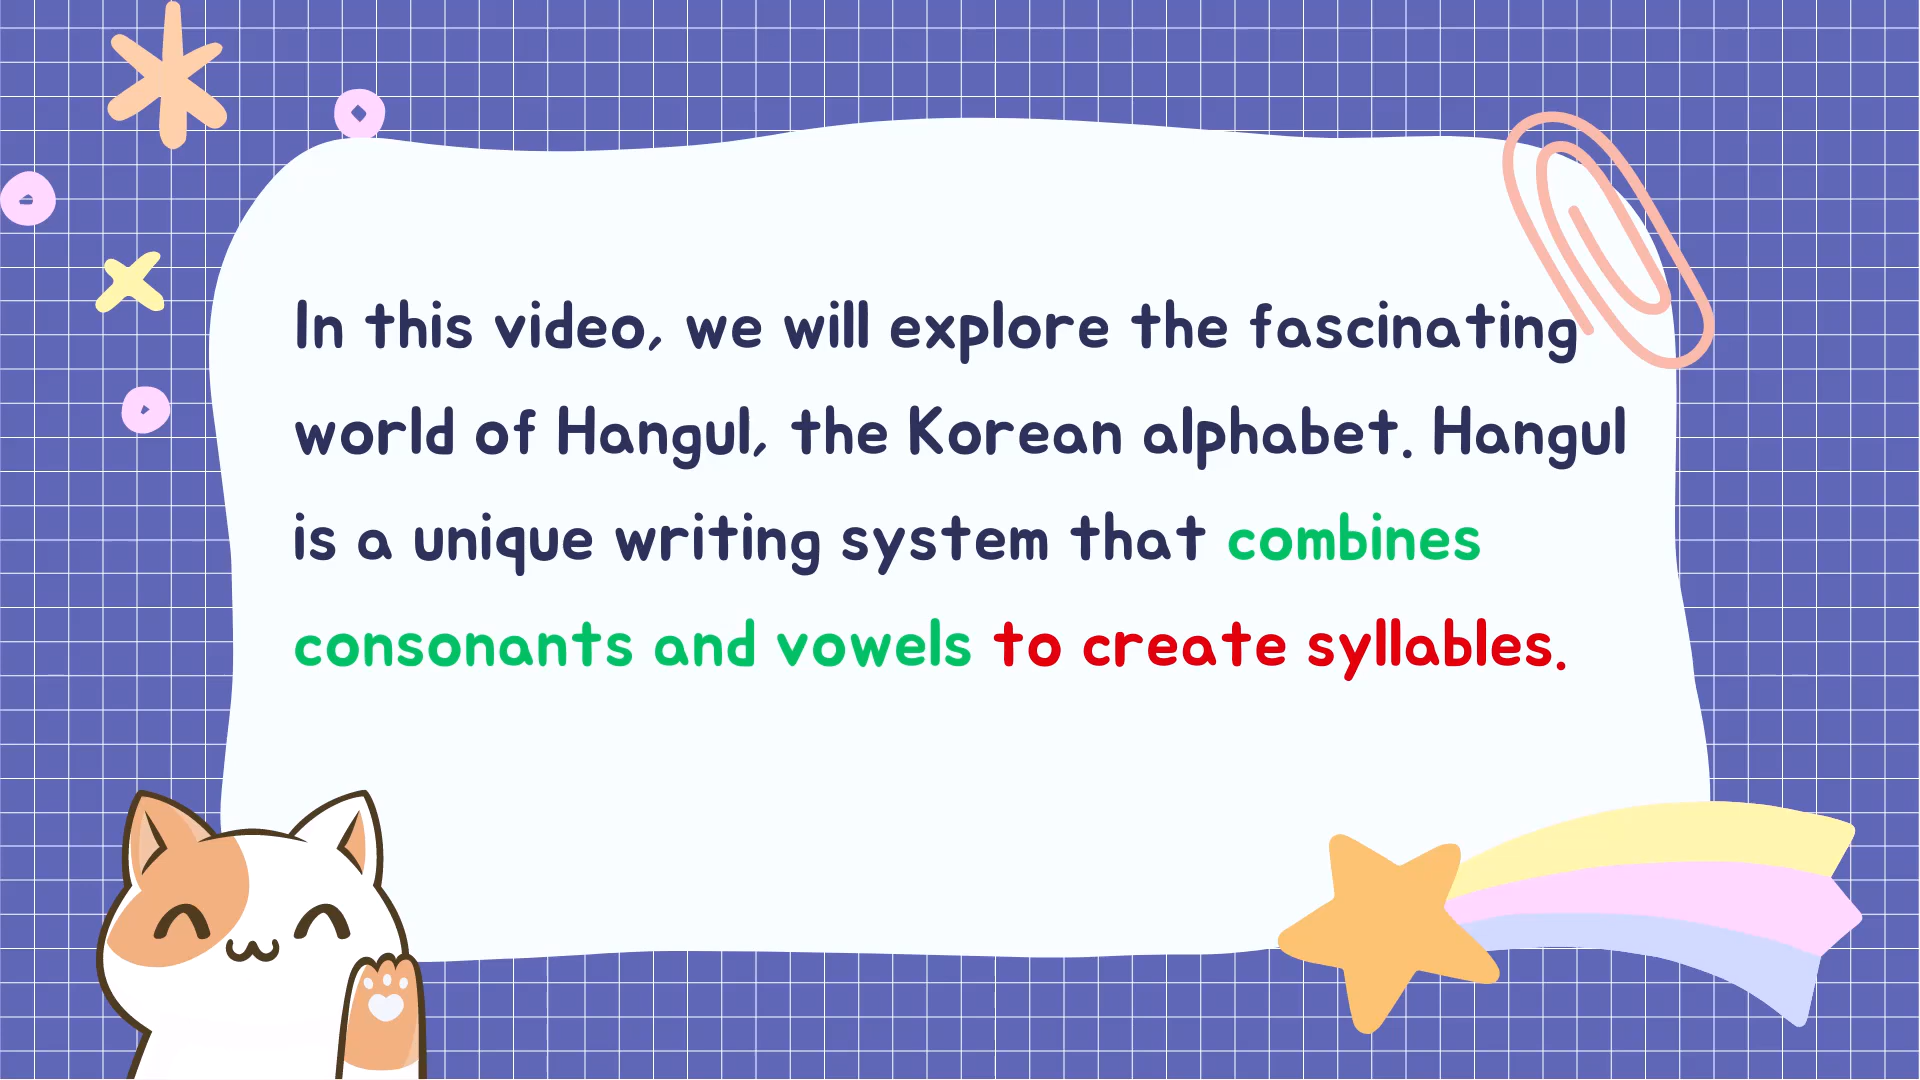 In this video, we will explore the fascinating
world of Hangul, the Korean alphabet. Hangul
is a unique writing system that combines
consonants and vowels to create syllables.